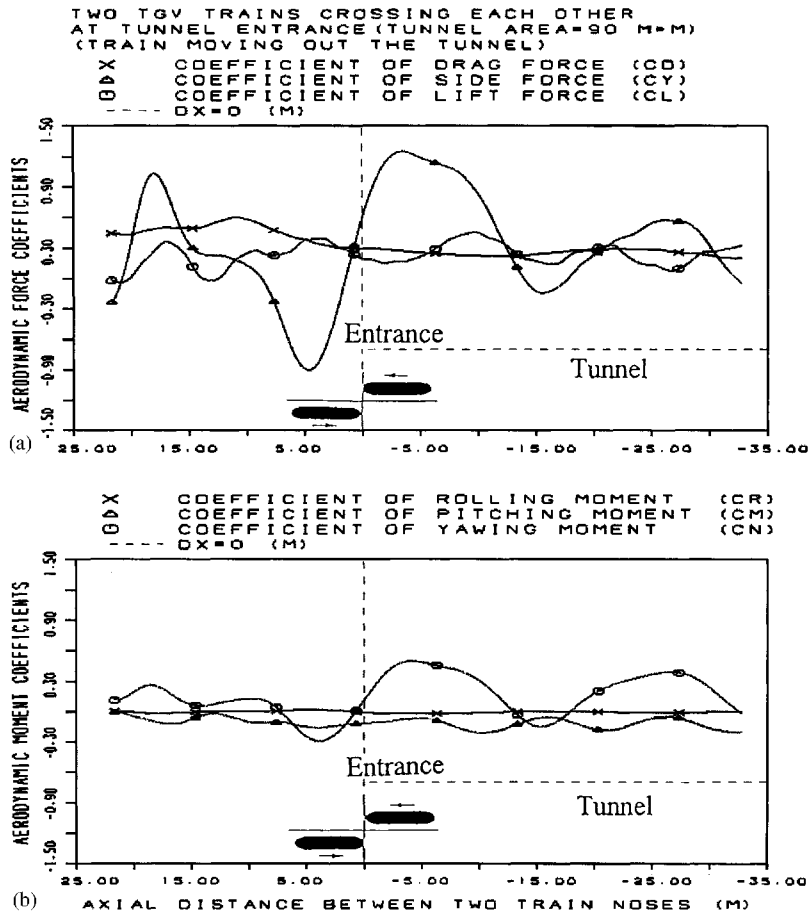 TWO TGV TRAINS CROSSING EACH OTHER
AT TUNNEL ENTRANCE(TUNNEL AREA=90 M*M)
(TRAIN MOVING OUT THE TUNNEL)
COEFFICIENT OF DRAG FORCE (CD)
COEFFICIENT OF SIDE FORCE (CY)
COEFFICIENT OF LIFT FORCE (CL)
DX=0 (M)
AERODYNAMIC FORCE COEFFICIENTS
1.50
0.90
0.30
-0.30
-0.90
-1.50
Entrance
Tunnel
(a)
25.00 15.00 5.00 -5.00 -15.00 -25.00 -35.00
COEFFICIENT OF ROLLING MOMENT (CR)
COEFFICIENT OF PITCHING MOMENT (CM)
COEFFICIENT OF YAWING MOMENT (CN)
DX=0 (M)
AERODYNAMIC MOMENT COEFFICIENTS
1.50
0.90
0.30
-0.30
-0.90
-1.50
Entrance
Tunnel
25.00 15.00 5.00 -5.00 -15.00 -25.00 -35.00
(b) AXIAL DISTANCE BETWEEN TWO TRAIN NOSES (M)